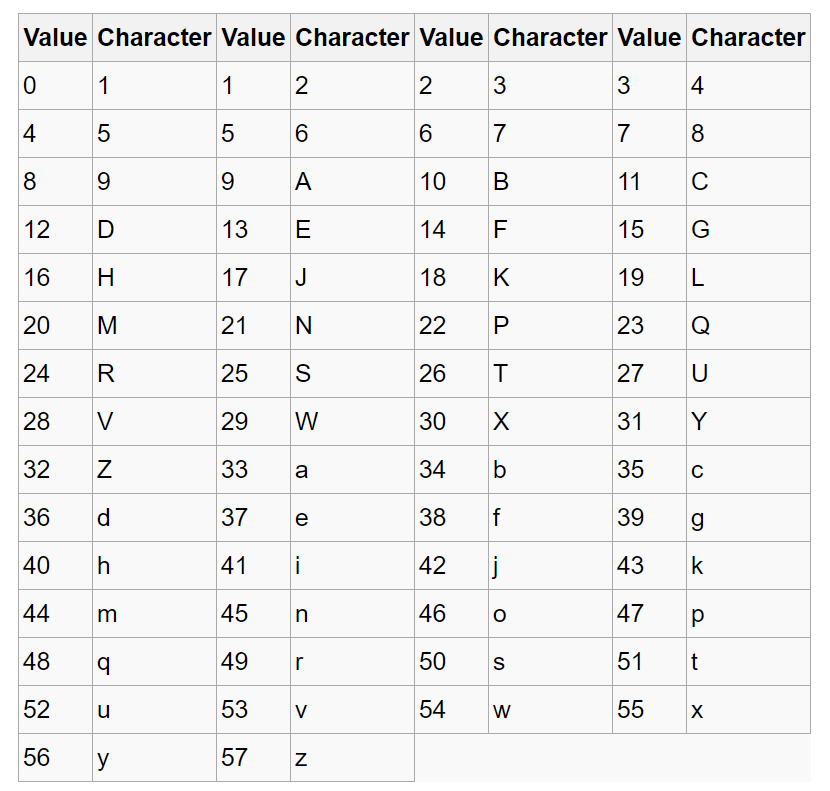 Value Character Value Character Value Character Value Character
0 1 1 2 2 3 3 4
4 5 5 6 6 7 7 8
8 9 9 A 10 B 11 C
12 D 13 E 14 F 15 G
16 H 17 J 18 K 19 L
20 M 21 N 22 P 23 Q
24 R 25 S 26 T 27 U
28 V 29 W 30 X 31 Y
32 Z 33 a 34 b 35 c
36 d 37 e 38 f 39 g
40 h 41 i 42 j 43 k
44 m 45 n 46 o 47 p
48 q 49 r 50 s 51 t
52 u 53 v 54 w 55 x
56 y 57 z